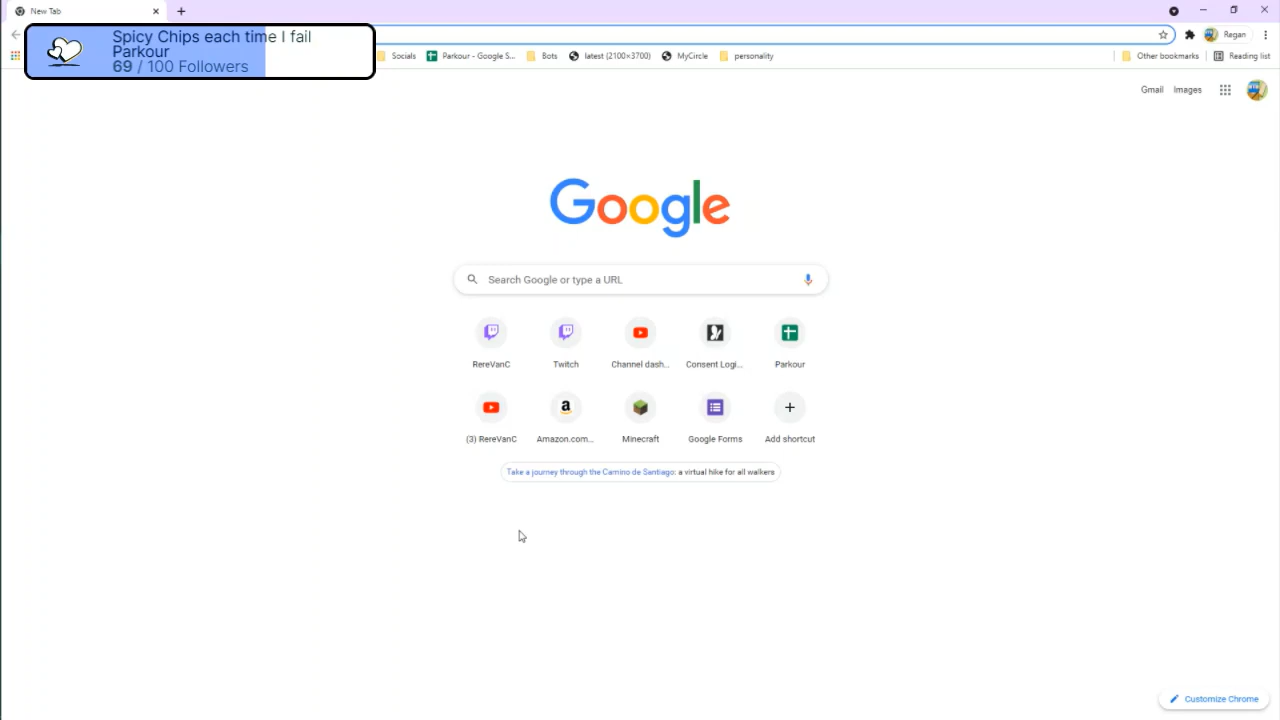 New Tab
Spicy Chips each time I fail
Parkour
69 / 100 Followers
Regan
Socials
Parkour - Google S...
Bots
latest (2100×3700)
MyCircle
personality
Other bookmarks
Reading list
Gmail
Images
Google
Search Google or type a URL
RereVanC
Twitch
Channel dash...
Consent Logi...
Parkour
(3) RereVanC
Amazon.com...
Minecraft
Google Forms
Add shortcut
Take a journey through the Camino de Santiago: a virtual hike for all walkers
Customize Chrome